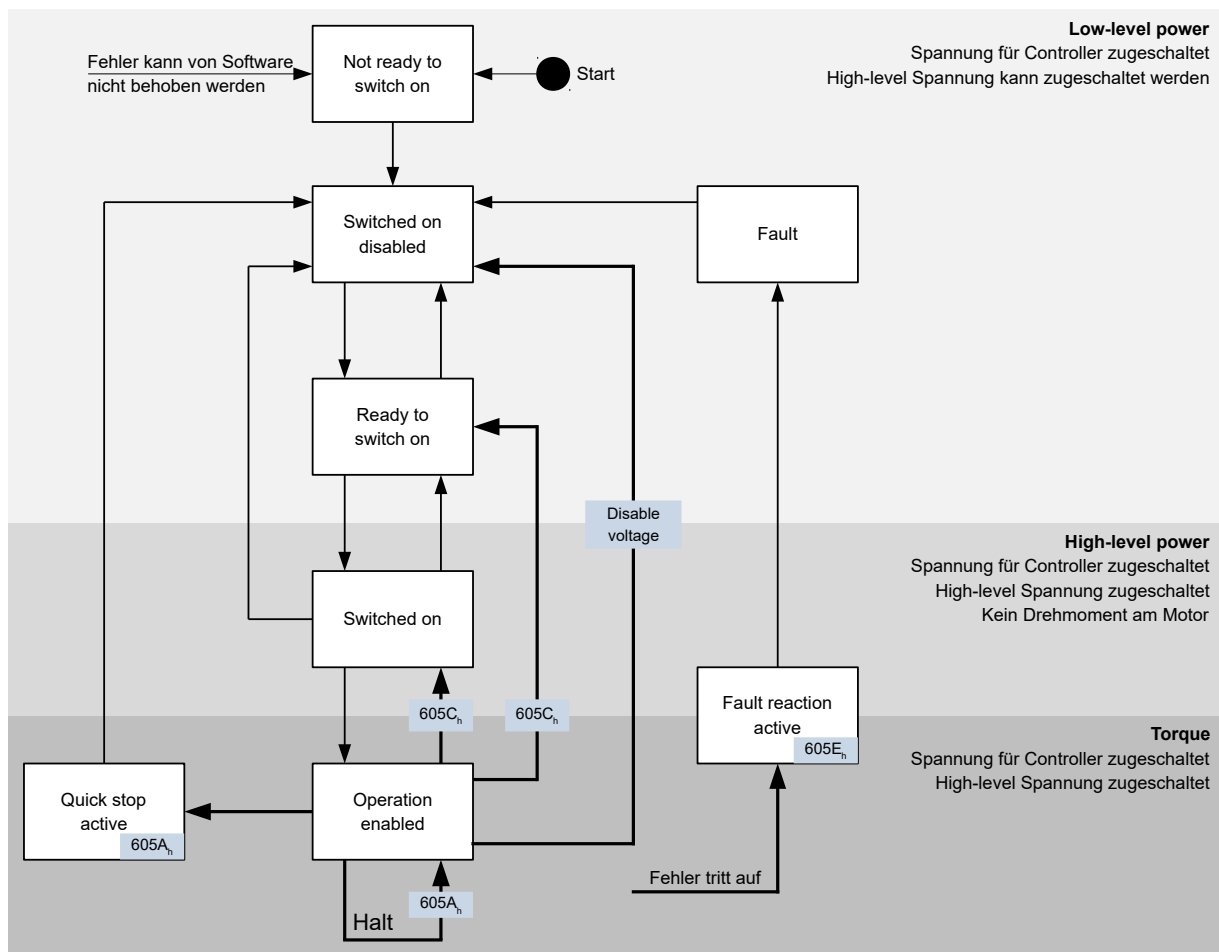 Low-level power
Spannung für Controller zugeschaltet
High-level Spannung kann zugeschaltet werden
Fehler kann von Software
nicht behoben werden
Not ready to
switch on
Start
Switched on
disabled
Fault
Ready to
switch on
Disable
voltage
High-level power
Spannung für Controller zugeschaltet
High-level Spannung zugeschaltet
Kein Drehmoment am Motor
Switched on
605Ch
605Ch
Fault reaction
active
605Eh
Torque
Spannung für Controller zugeschaltet
High-level Spannung zugeschaltet
Quick stop
active
605Ah
Operation
enabled
Fehler tritt auf
605Ah
Halt